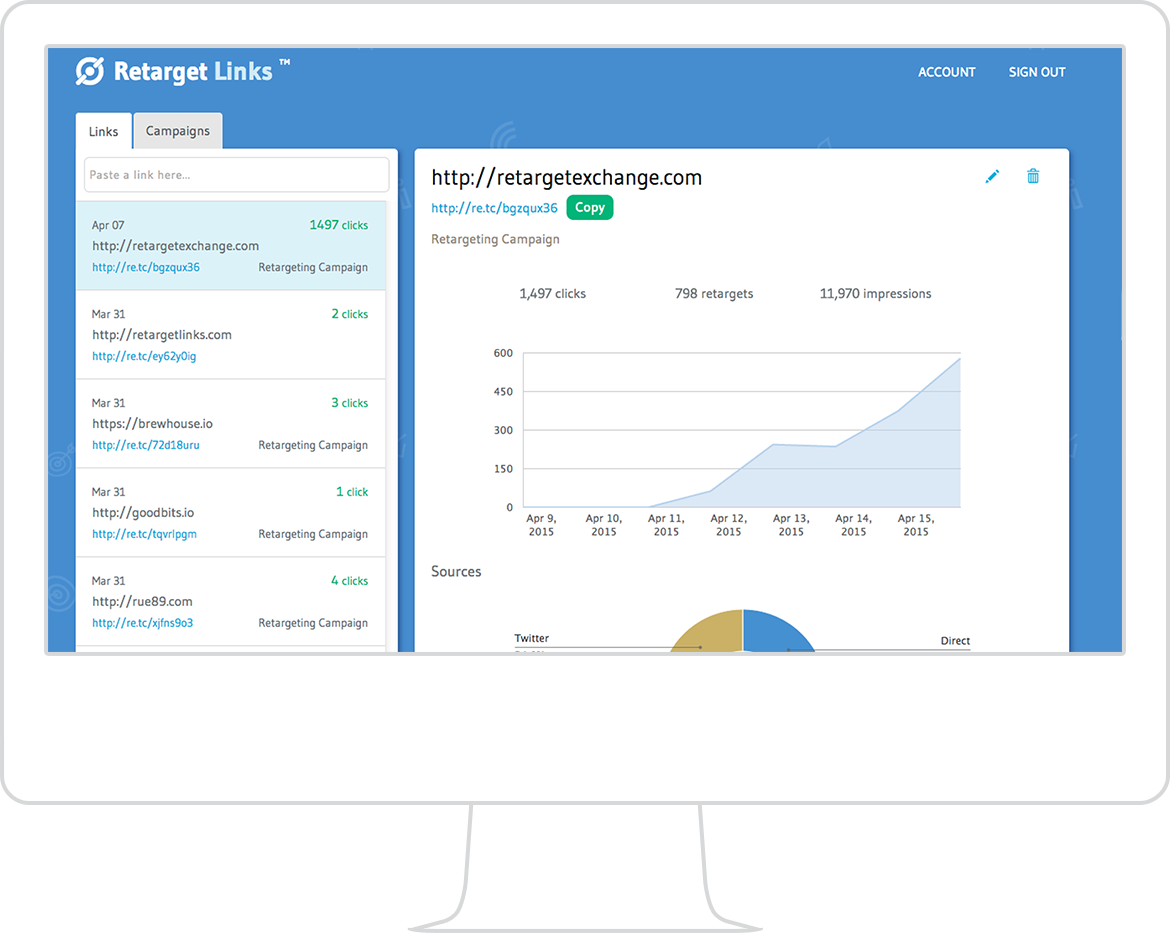 Retarget Links ™
ACCOUNT
SIGN OUT
Links
Campaigns
Paste a link here...
Apr 07
1497 clicks
http://retargetexchange.com
http://re.tc/bgzqux36
Retargeting Campaign
Mar 31
2 clicks
http://retargetlinks.com
http://re.tc/ey62y0ig
Mar 31
3 clicks
https://brewhouse.io
http://re.tc/72d18uru
Retargeting Campaign
Mar 31
1 click
http://goodbits.io
http://re.tc/tqvrlpgm
Retargeting Campaign
Mar 31
4 clicks
http://rue89.com
http://re.tc/xjfns9o3
Retargeting Campaign
http://retargetexchange.com
http://re.tc/bgzqux36
Copy
Retargeting Campaign
1,497 clicks
798 retargets
11,970 impressions
600
450
300
150
0
Apr 9,
2015
Apr 10,
2015
Apr 11,
2015
Apr 12,
2015
Apr 13,
2015
Apr 14,
2015
Apr 15,
2015
Sources
Twitter
Direct